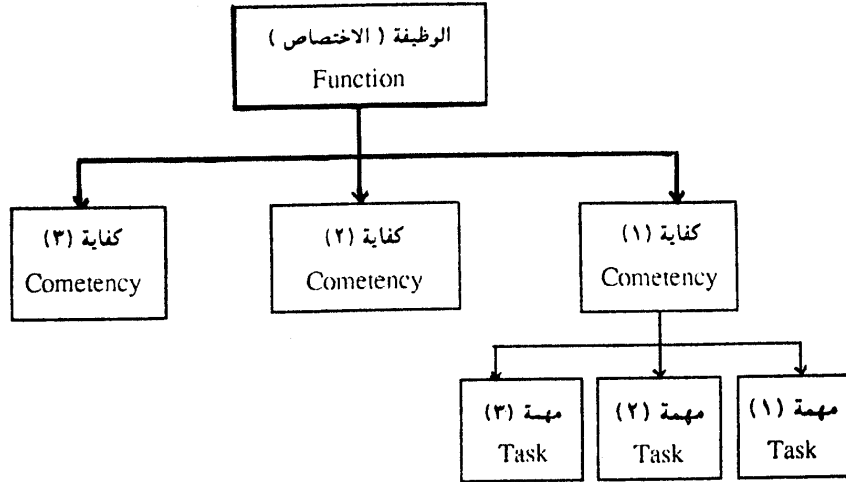 الوظيفة ( الاختصاص )
Function
كفاية (١)
Cometency
كفاية (٢)
Cometency
كفاية (٣)
Cometency
مهمة (١)
Task
مهمة (٢)
Task
مهمة (٣)
Task